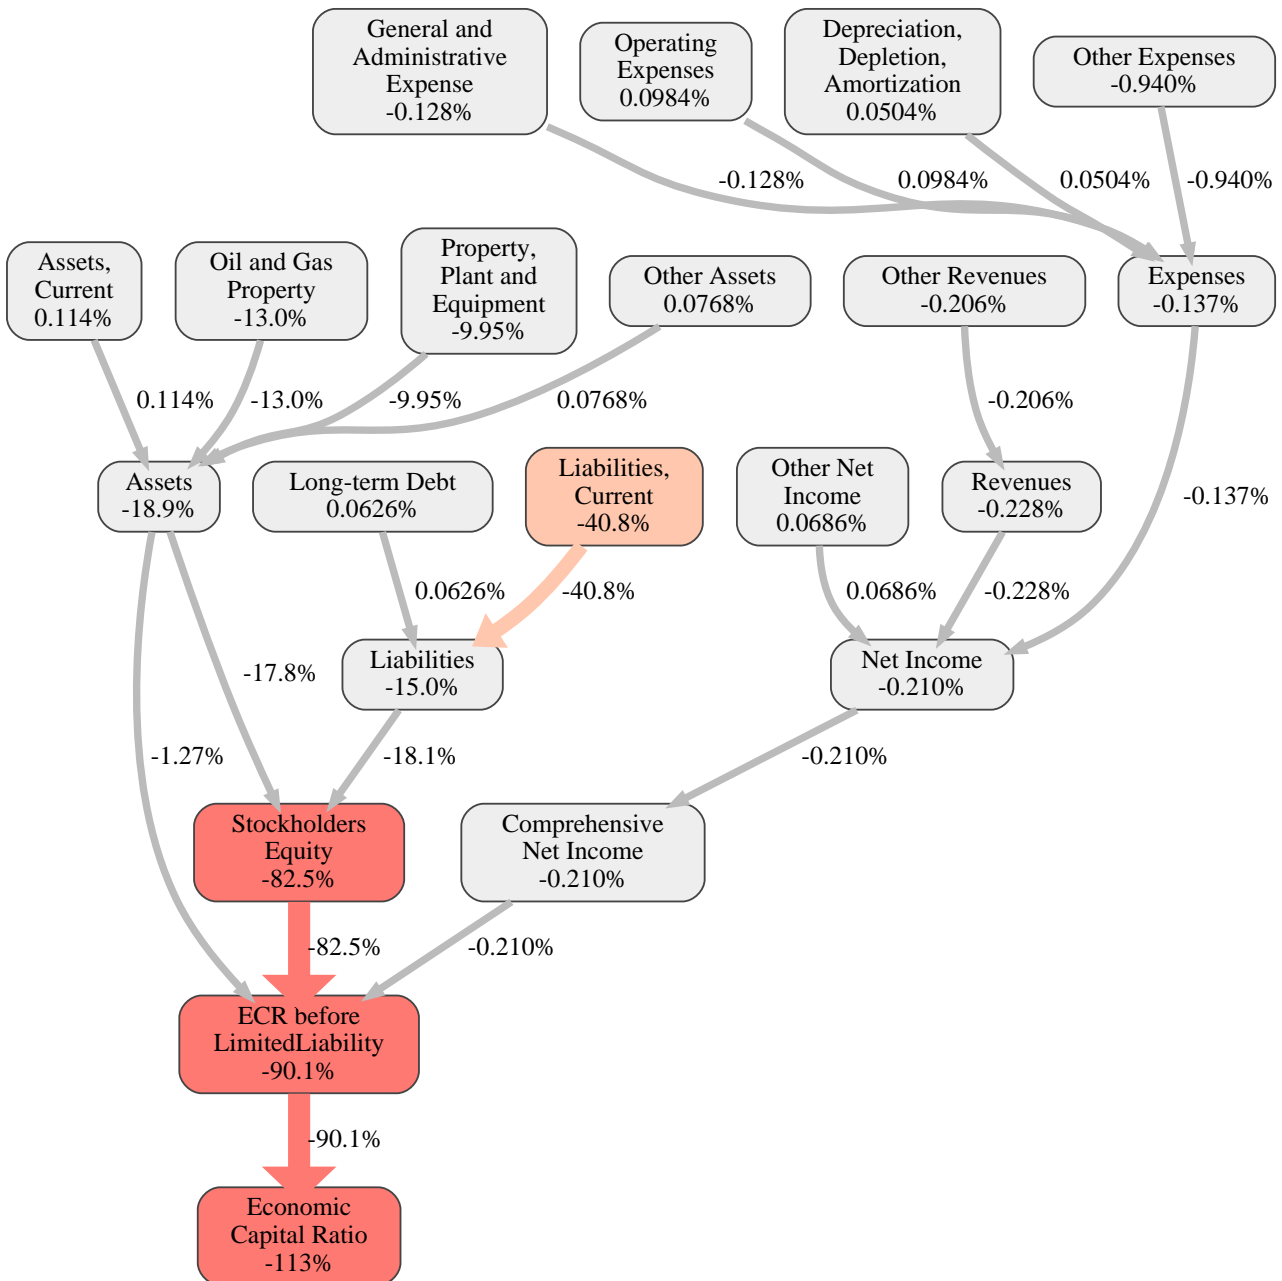 General and
Administrative
Expense
-0.128%
Operating
Expenses
0.0984%
Depreciation,
Depletion,
Amortization
0.0504%
Other Expenses
-0.940%
-0.128%
0.0984%
0.0504%
-0.940%
Assets,
Current
0.114%
Oil and Gas
Property
-13.0%
Property,
Plant and
Equipment
-9.95%
Other Assets
0.0768%
Other Revenues
-0.206%
Expenses
-0.137%
0.114%
-13.0%
-9.95%
0.0768%
-0.206%
Assets
-18.9%
Long-term Debt
0.0626%
Liabilities,
Current
-40.8%
Other Net
Income
0.0686%
Revenues
-0.228%
-0.137%
0.0626%
-40.8%
0.0686%
-0.228%
-17.8%
Liabilities
-15.0%
Net Income
-0.210%
-1.27%
-18.1%
-0.210%
Stockholders
Equity
-82.5%
Comprehensive
Net Income
-0.210%
-82.5%
-0.210%
ECR before
LimitedLiability
-90.1%
-90.1%
Economic
Capital Ratio
-113%